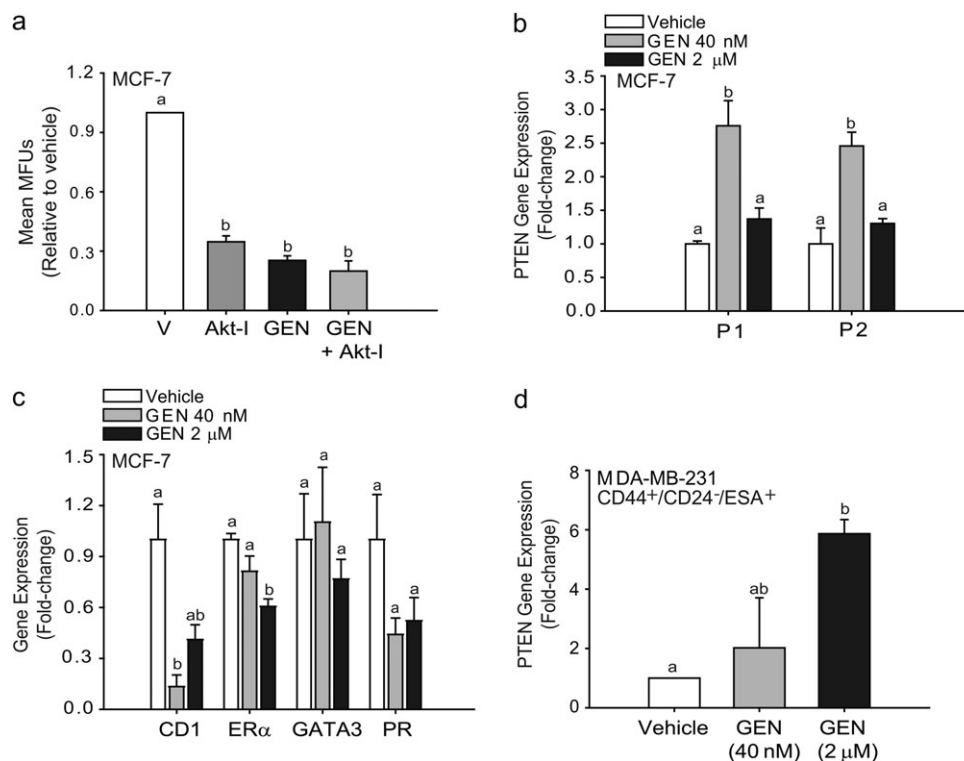 a
MCF-7
Mean MFUs
(Relative to vehicle)
1.2
0.9
0.6
0.3
0.0
a
b
b
b
V
Akt-I
GEN
GEN
+ Akt-I
b
Vehicle
GEN 40 nM
GEN 2 μM
MCF-7
PTEN Gene Expression
(Fold-change)
3.5
3.0
2.5
2.0
1.5
1.0
0.5
0.0
a
b
a
a
b
a
P1
P2
c
Vehicle
GEN 40 nM
GEN 2 μM
MCF-7
Gene Expression
(Fold-change)
1.5
1.2
0.9
0.6
0.3
0.0
a
b
ab
a
a
b
a
a
a
a
a
a
CD1
ERα
GATA3
PR
d
MDA-MB-231
CD44+/CD24-/ESA+
PTEN Gene Expression
(Fold-change)
8
6
4
2
0
a
ab
b
Vehicle
GEN
(40 nM)
GEN
(2 μM)